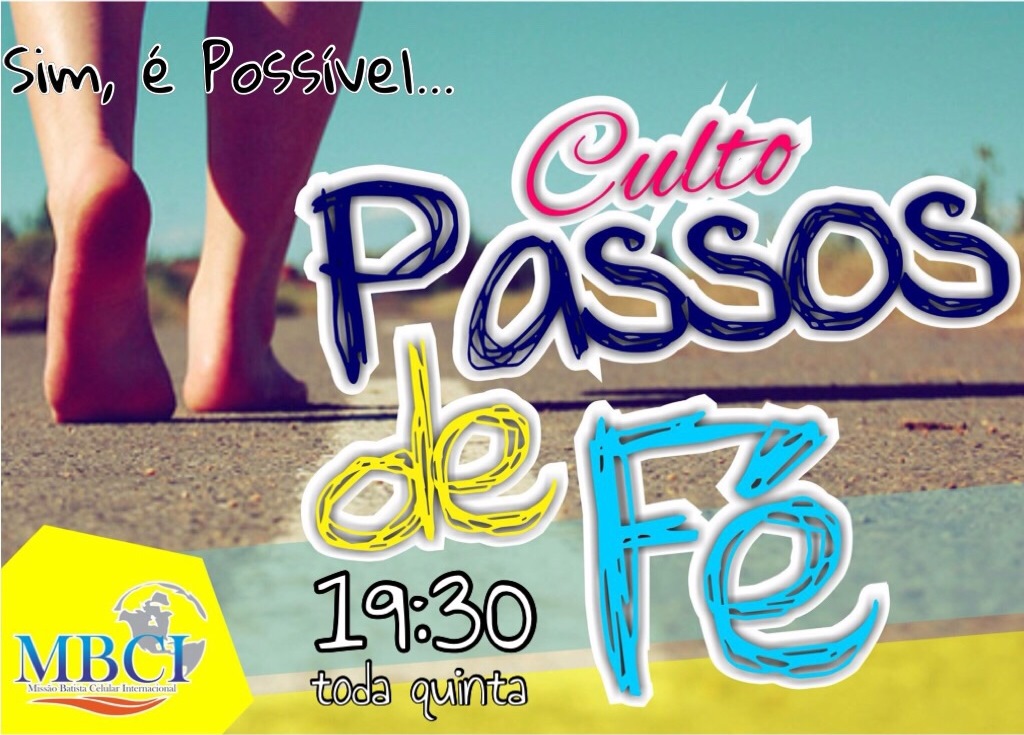 Sim, é Possível...
Culto
Passos
de
Fé
19:30
toda quinta
MBCI
Missão Batista Celular Internacional